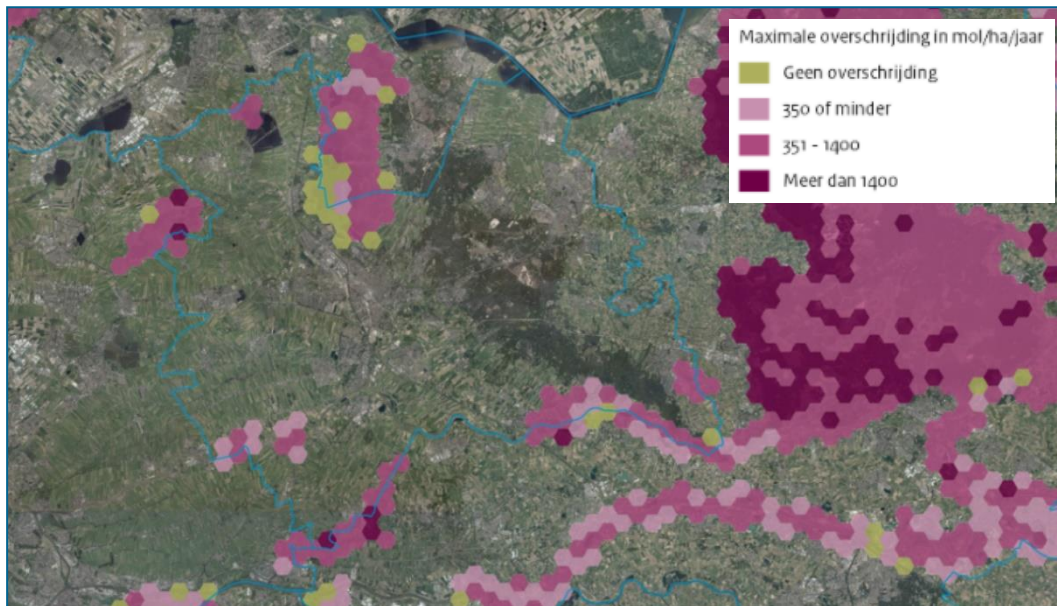 Maximale overschrijding in mol/ha/jaar
Geen overschrijding
350 of minder
351 - 1400
Meer dan 1400